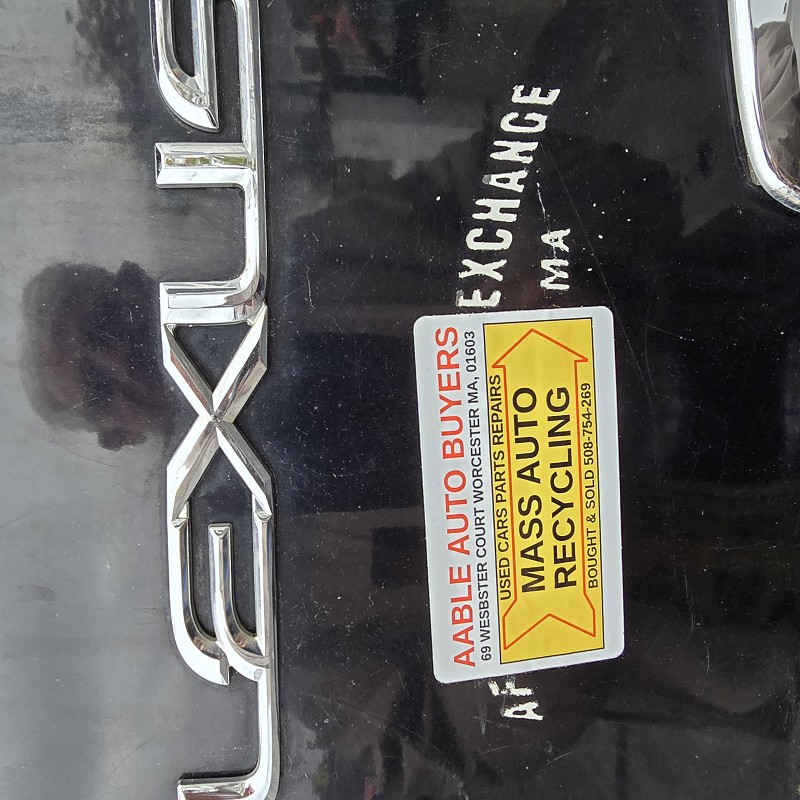 LEXUS
EXCHANGE
MA
AABLE AUTO BUYERS
69 WESBSTER COURT WORCESTER MA, 01603
USED CARS PARTS REPAIRS
MASS AUTO
RECYCLING
BOUGHT & SOLD 508-754-269